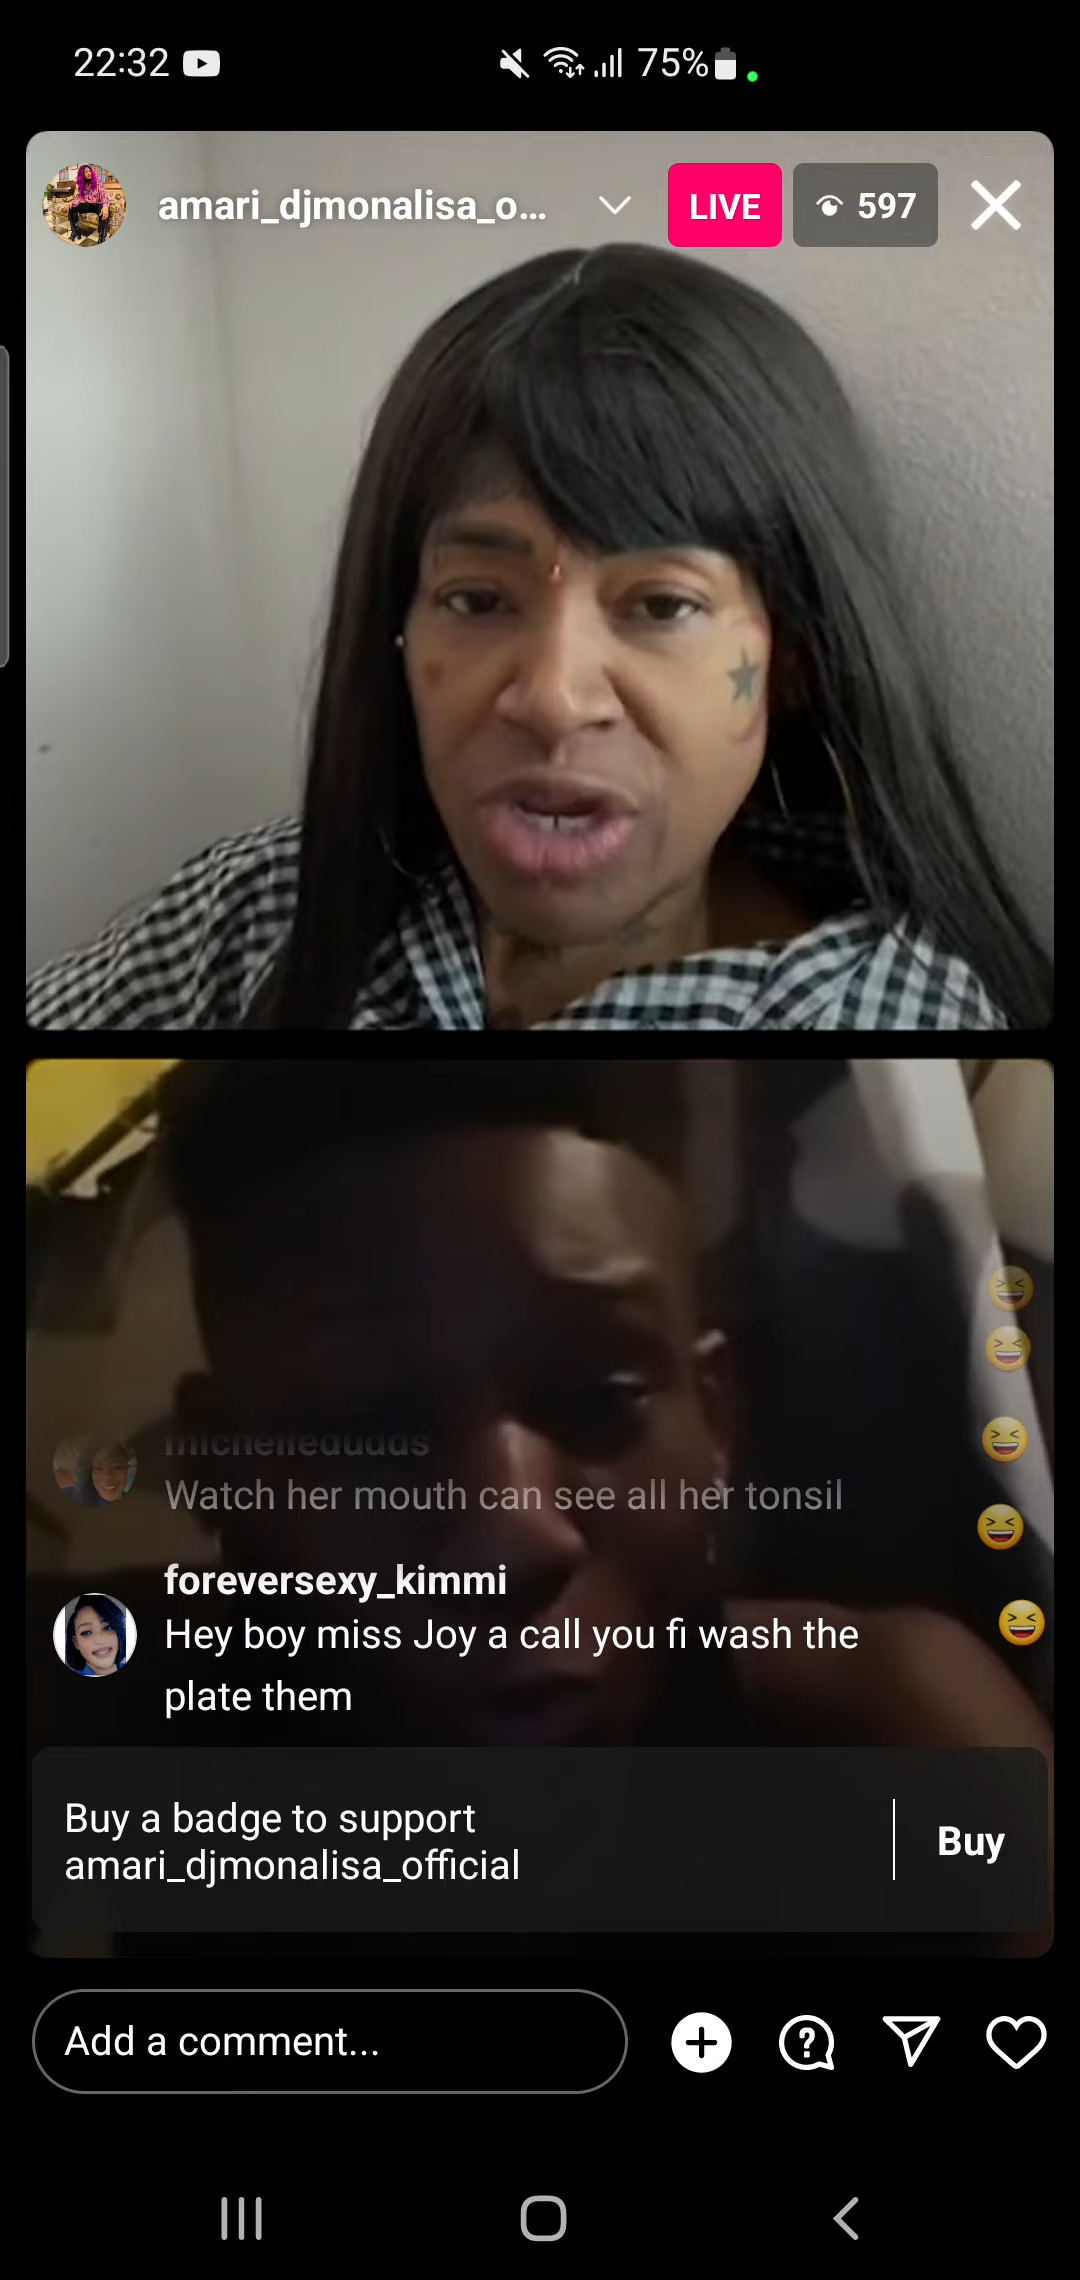 22:32
75%
amari_djmonalisa_o...
LIVE
597
michelleduads
Watch her mouth can see all her tonsil
foreversexy_kimmi
Hey boy miss Joy a call you fi wash the
plate them
Buy a badge to support
amari_djmonalisa_official
Buy
Add a comment...